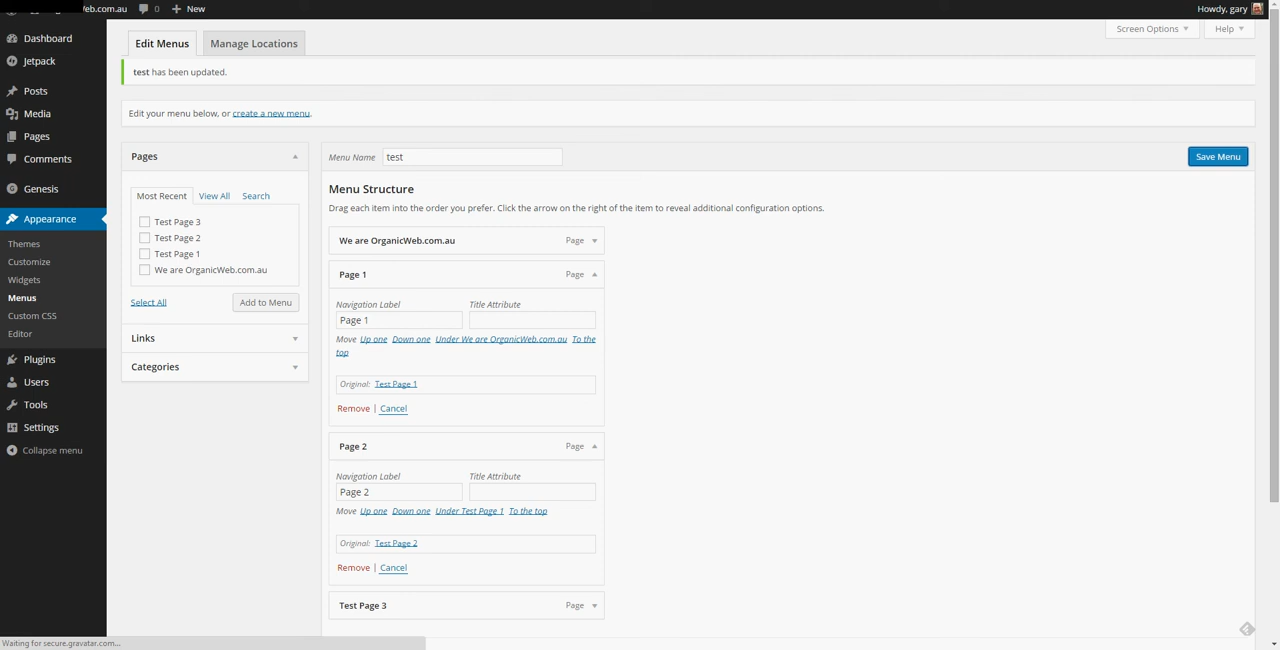 Web.com.au 0 New Howdy, gary
Dashboard
Jetpack
Posts
Media
Pages
Comments
Genesis
Appearance
Themes
Customize
Widgets
Menus
Custom CSS
Editor
Plugins
Users
Tools
Settings
Collapse menu
Screen Options Help
Edit Menus Manage Locations
test has been updated.
Edit your menu below, or create a new menu.
Pages
Most Recent View All Search
Test Page 3
Test Page 2
Test Page 1
We are OrganicWeb.com.au
Select All Add to Menu
Links
Categories
Menu Name test Save Menu
Menu Structure
Drag each item into the order you prefer. Click the arrow on the right of the item to reveal additional configuration options.
We are OrganicWeb.com.au Page
Page 1 Page
Navigation Label Title Attribute
Page 1
Move Up one Down one Under We are OrganicWeb.com.au To the
top
Original: Test Page 1
Remove | Cancel
Page 2 Page
Navigation Label Title Attribute
Page 2
Move Up one Down one Under Test Page 1 To the top
Original: Test Page 2
Remove | Cancel
Test Page 3 Page
Waiting for secure.gravatar.com...